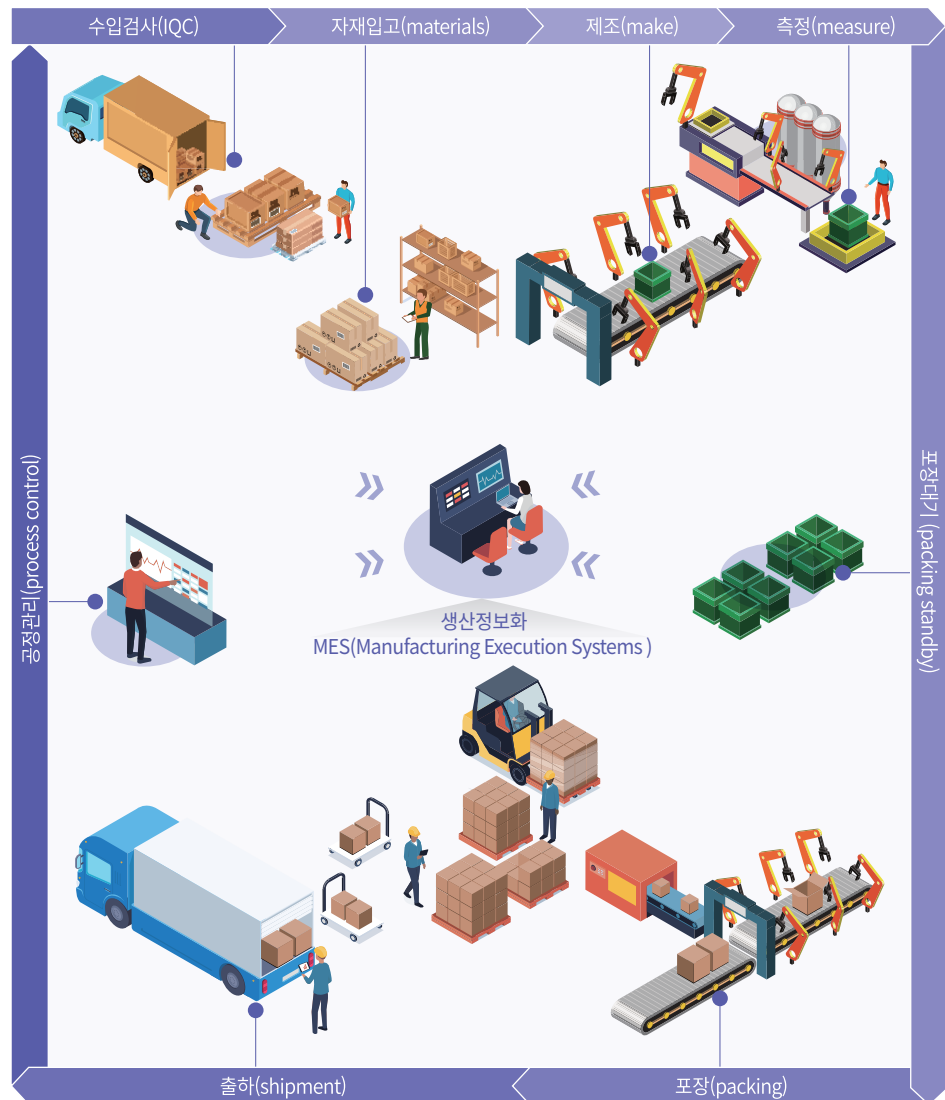 수입검사(IQC)
자재입고(materials)
제조(make)
측정(measure)
포장대기 (packing standby)
공정관리(process control)
생산정보화
MES(Manufacturing Execution Systems )
출하(shipment)
포장(packing)